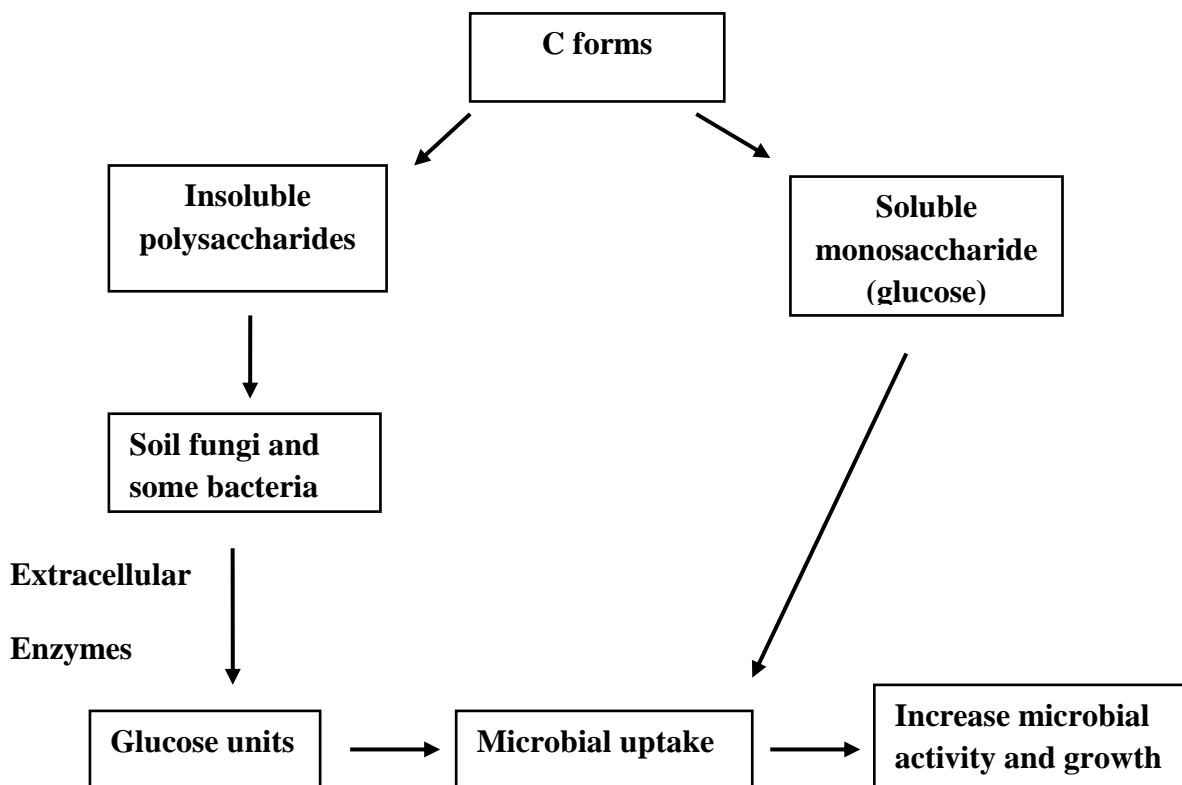 C forms
Insoluble
polysaccharides
Soluble
monosaccharide
(glucose)
Soil fungi and
some bacteria
Extracellular
Enzymes
Glucose units
Microbial uptake
Increase microbial
activity and growth